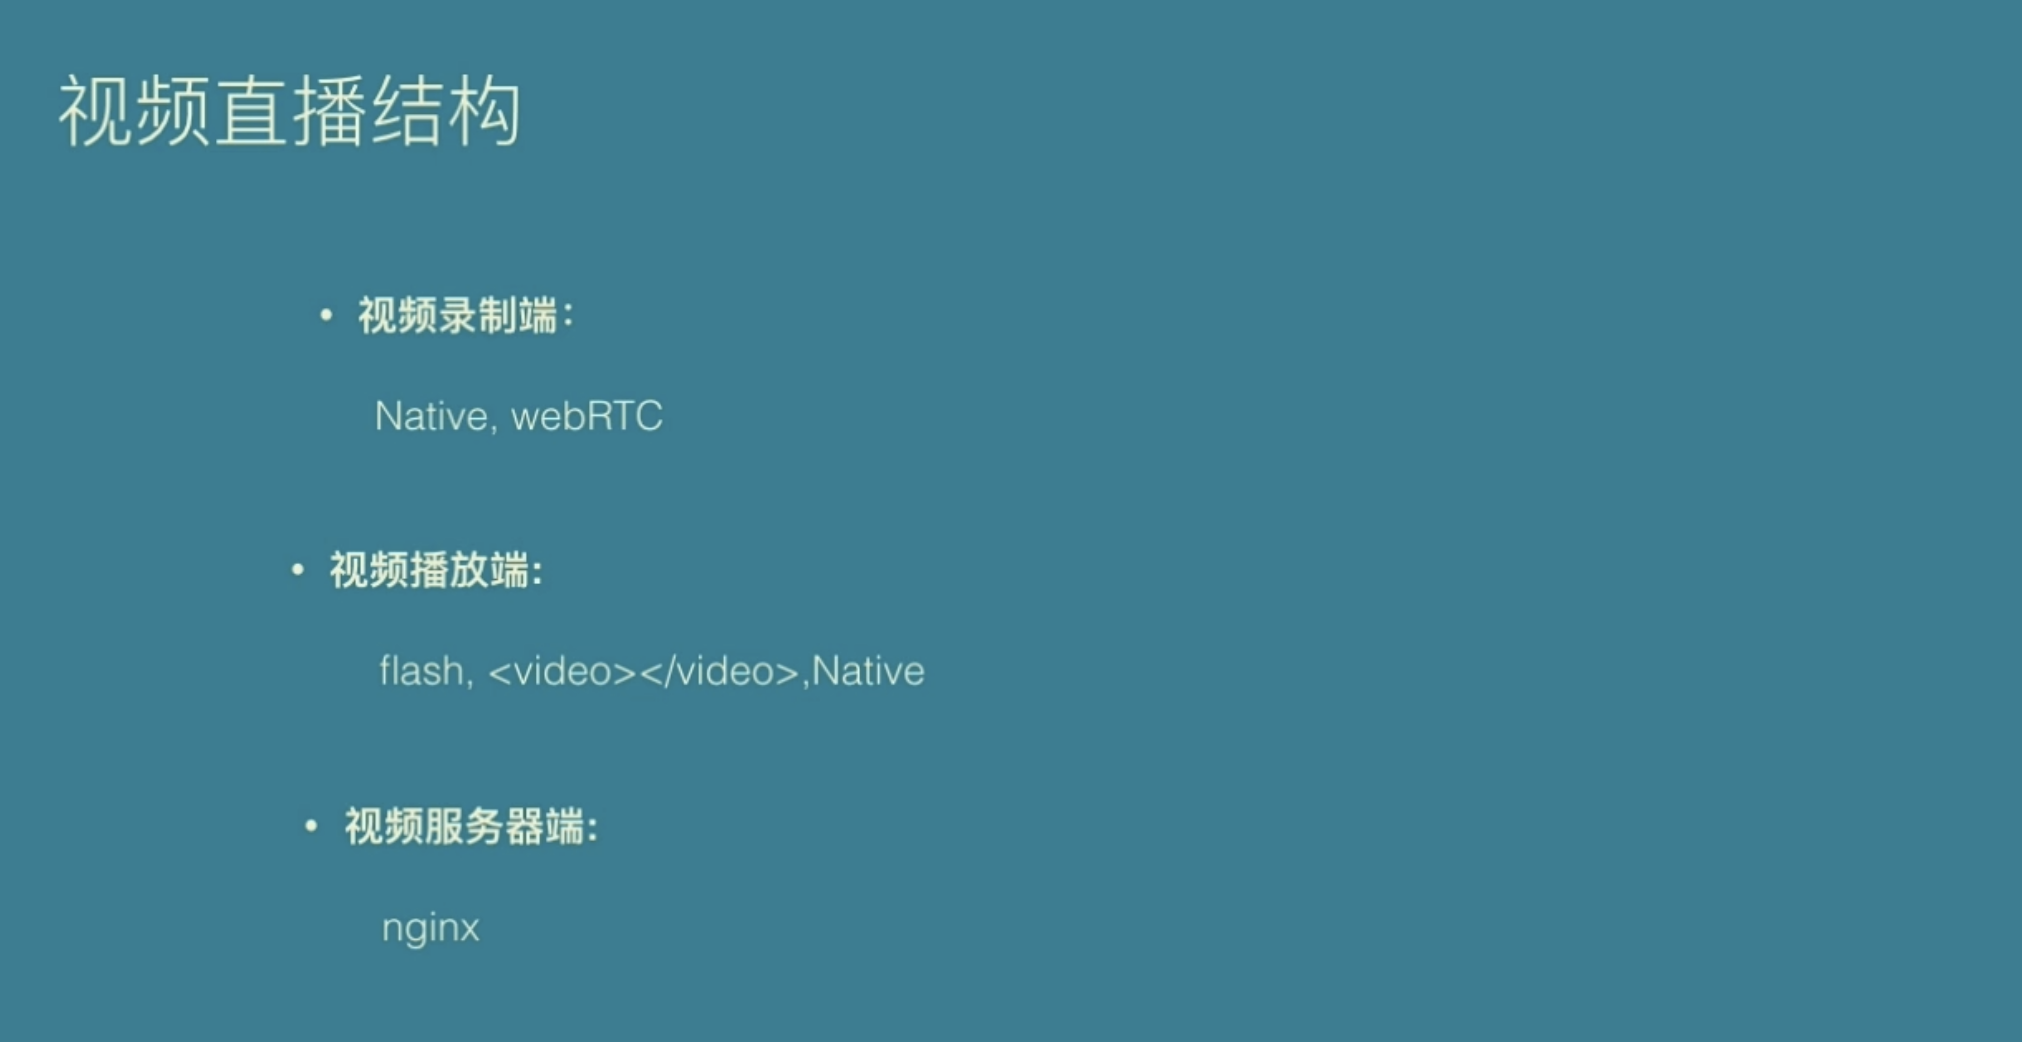 视频直播结构
• 视频录制端：
Native, webRTC
• 视频播放端:
flash, <video></video>,Native
• 视频服务器端:
nginx